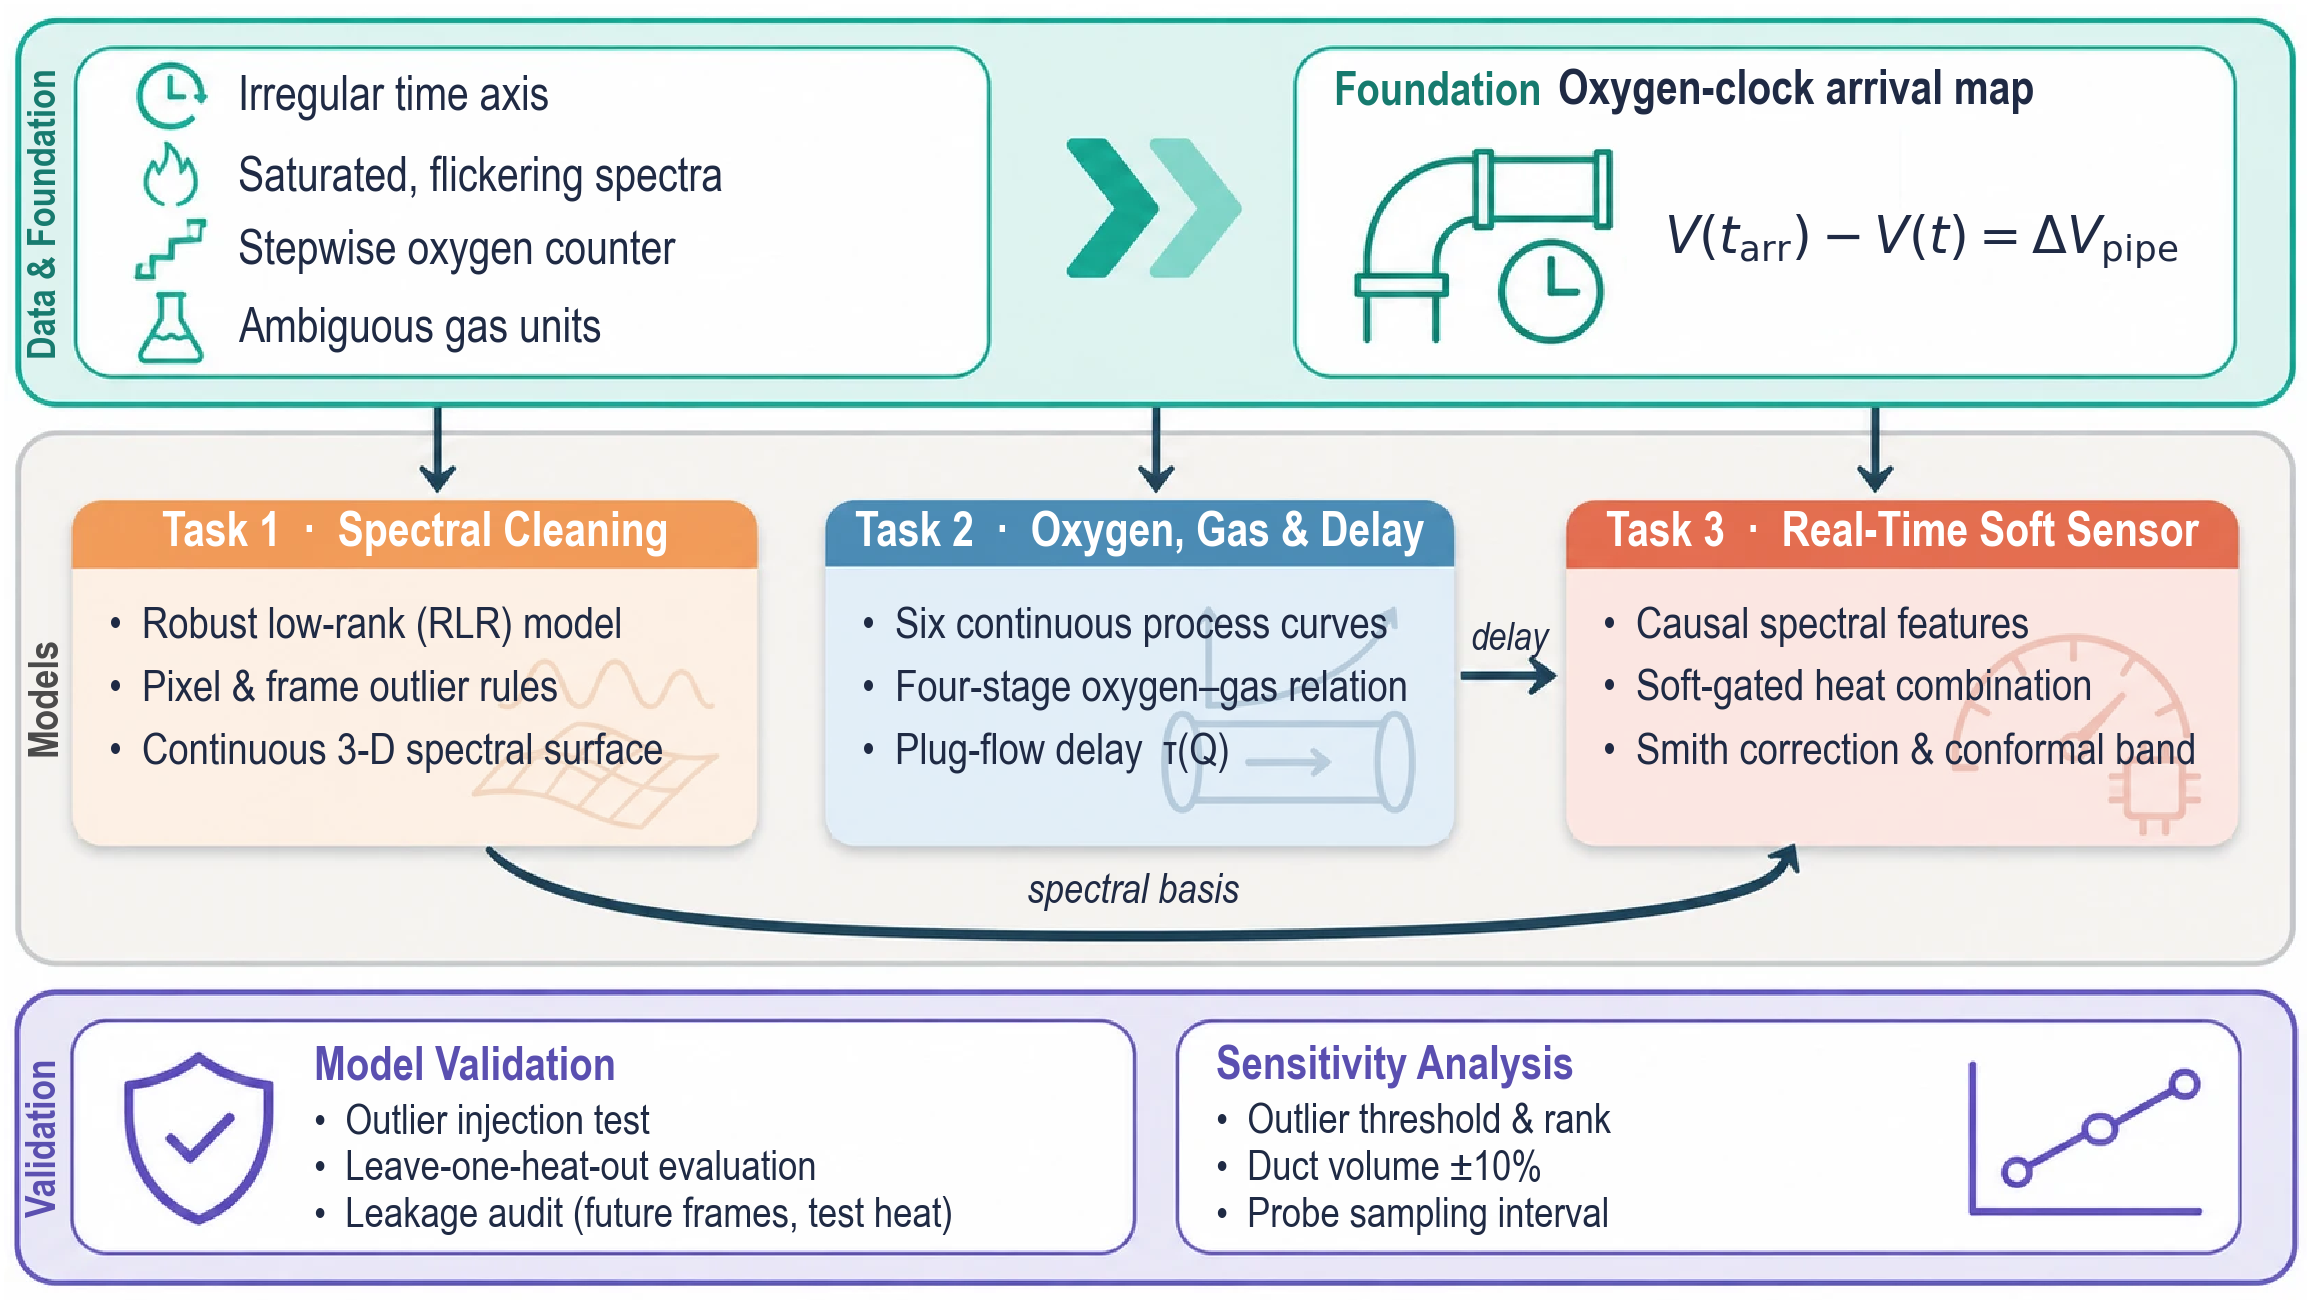 Data & Foundation
Irregular time axis
Saturated, flickering spectra
Stepwise oxygen counter
Ambiguous gas units
Foundation Oxygen-clock arrival map
V(t_arr) − V(t) = ΔV_pipe
Models
Task 1 · Spectral Cleaning
• Robust low-rank (RLR) model
• Pixel & frame outlier rules
• Continuous 3-D spectral surface
Task 2 · Oxygen, Gas & Delay
• Six continuous process curves
• Four-stage oxygen–gas relation
• Plug-flow delay τ(Q)
delay
Task 3 · Real-Time Soft Sensor
• Causal spectral features
• Soft-gated heat combination
• Smith correction & conformal band
spectral basis
Validation
Model Validation
• Outlier injection test
• Leave-one-heat-out evaluation
• Leakage audit (future frames, test heat)
Sensitivity Analysis
• Outlier threshold & rank
• Duct volume ±10%
• Probe sampling interval